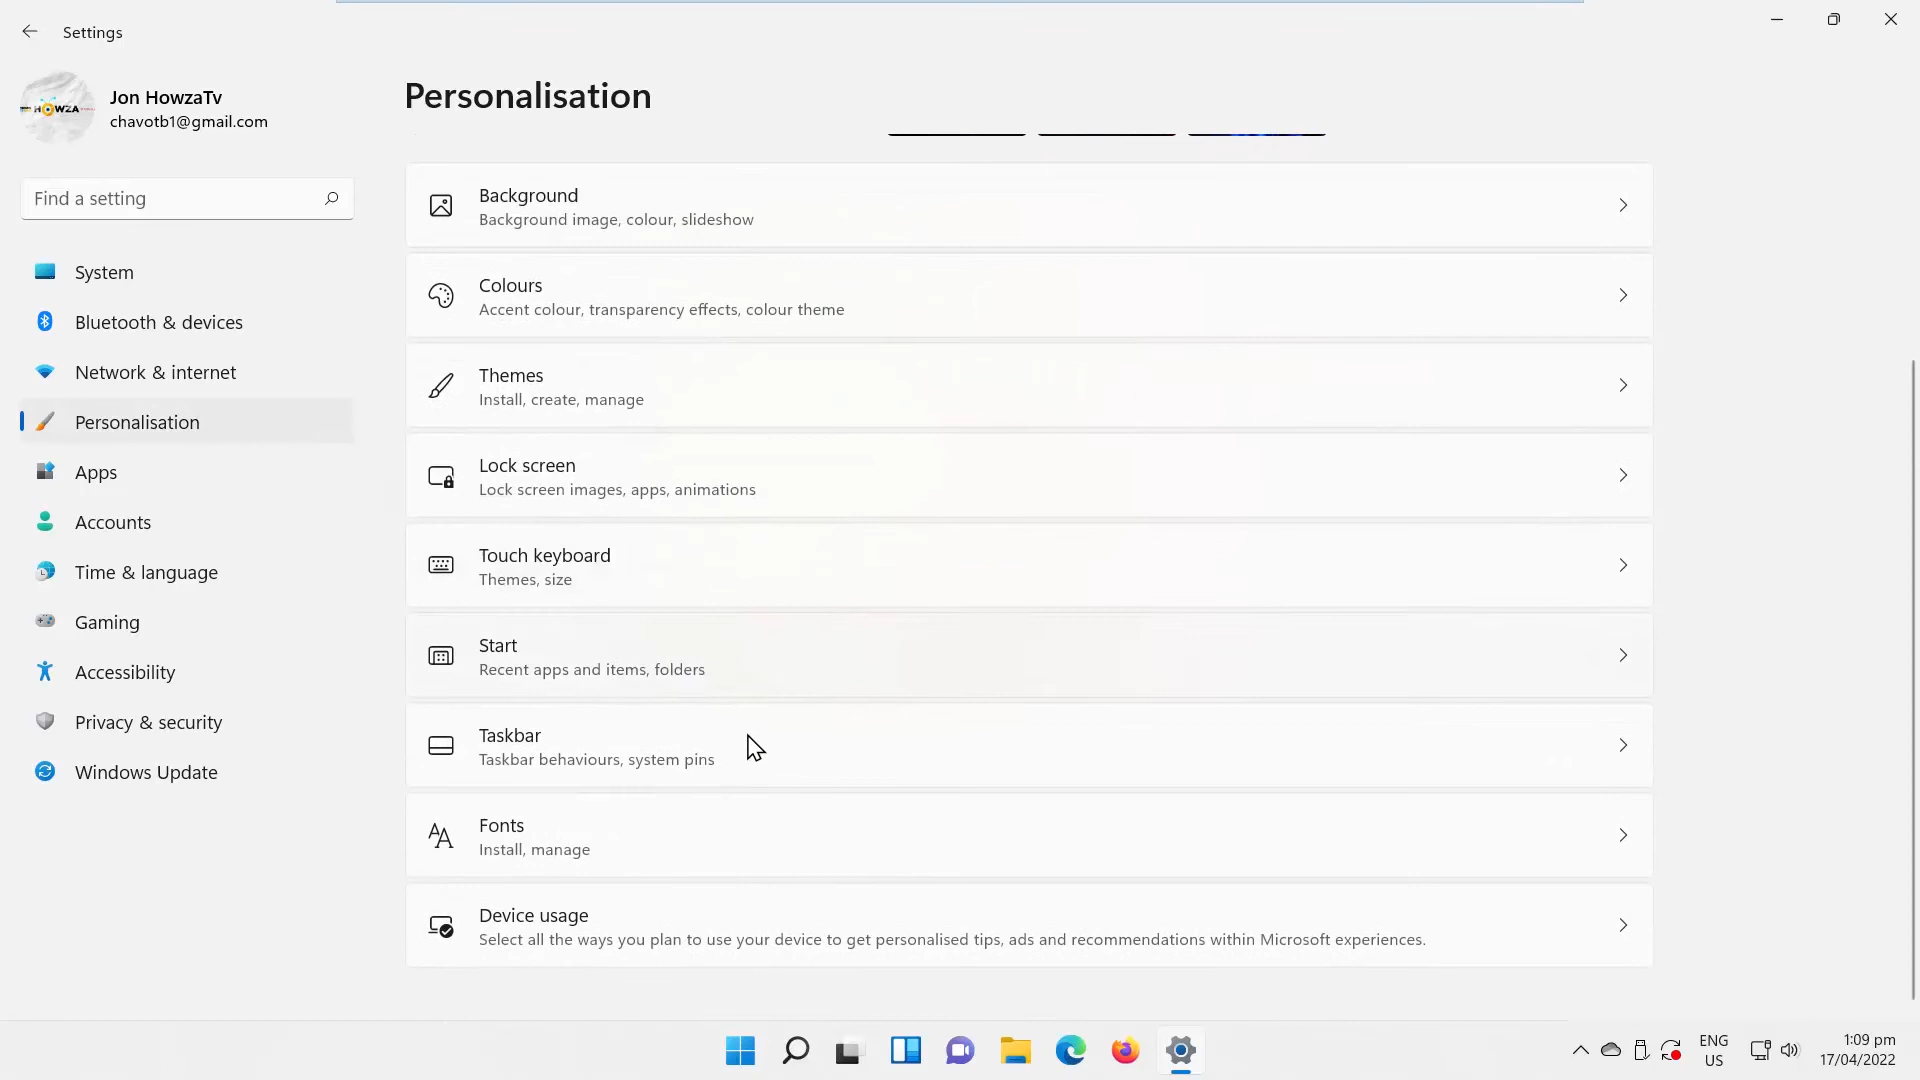 Settings
Jon HowzaTv
chavotb1@gmail.com
HOWZA
Personalisation
Find a setting
System
Bluetooth & devices
Network & internet
Personalisation
Apps
Accounts
Time & language
Gaming
Accessibility
Privacy & security
Windows Update
Background
Background image, colour, slideshow
Colours
Accent colour, transparency effects, colour theme
Themes
Install, create, manage
Lock screen
Lock screen images, apps, animations
Touch keyboard
Themes, size
Start
Recent apps and items, folders
Taskbar
Taskbar behaviours, system pins
Fonts
Install, manage
Device usage
Select all the ways you plan to use your device to get personalised tips, ads and recommendations within Microsoft experiences.
ENG
US
1:09 pm
17/04/2022